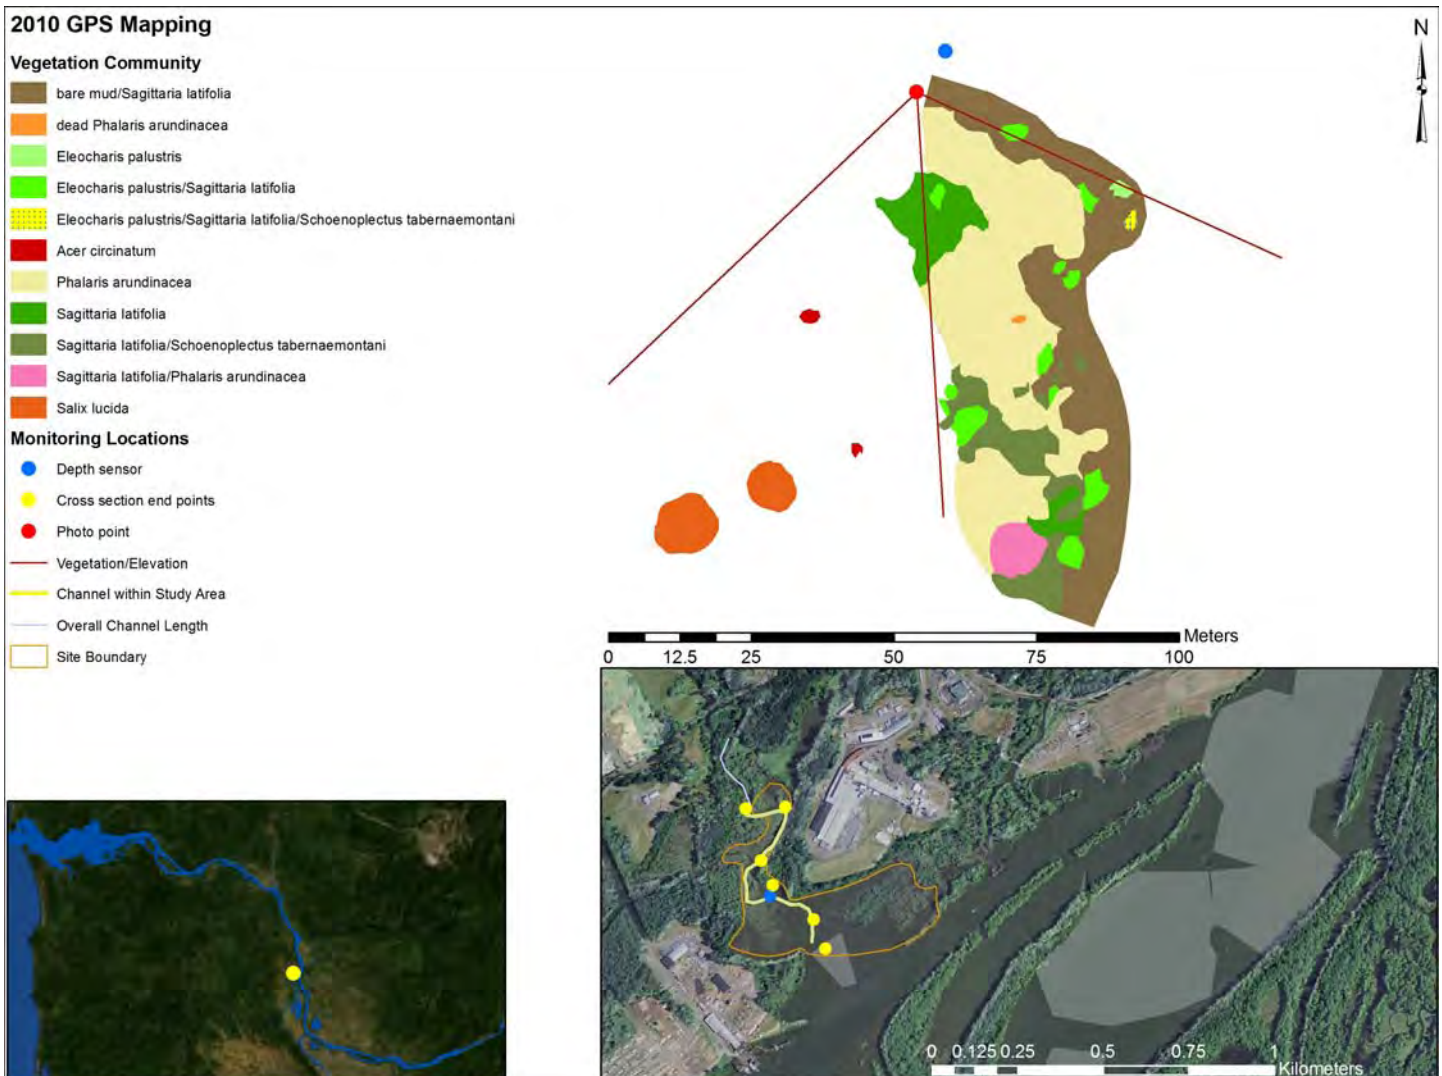 2010 GPS Mapping
Vegetation Community
bare mud/Sagittaria latifolia
dead Phalaris arundinacea
Eleocharis palustris
Eleocharis palustris/Sagittaria latifolia
Eleocharis palustris/Sagittaria latifolia/Schoenoplectus tabernaemontani
Acer circinatum
Phalaris arundinacea
Sagittaria latifolia
Sagittaria latifolia/Schoenoplectus tabernaemontani
Sagittaria latifolia/Phalaris arundinacea
Salix lucida
Monitoring Locations
Depth sensor
Cross section end points
Photo point
Vegetation/Elevation
Channel within Study Area
Overall Channel Length
Site Boundary
N
Meters
0 12.5 25 50 75 100
0 0.125 0.25 0.5 0.75 1
Kilometers